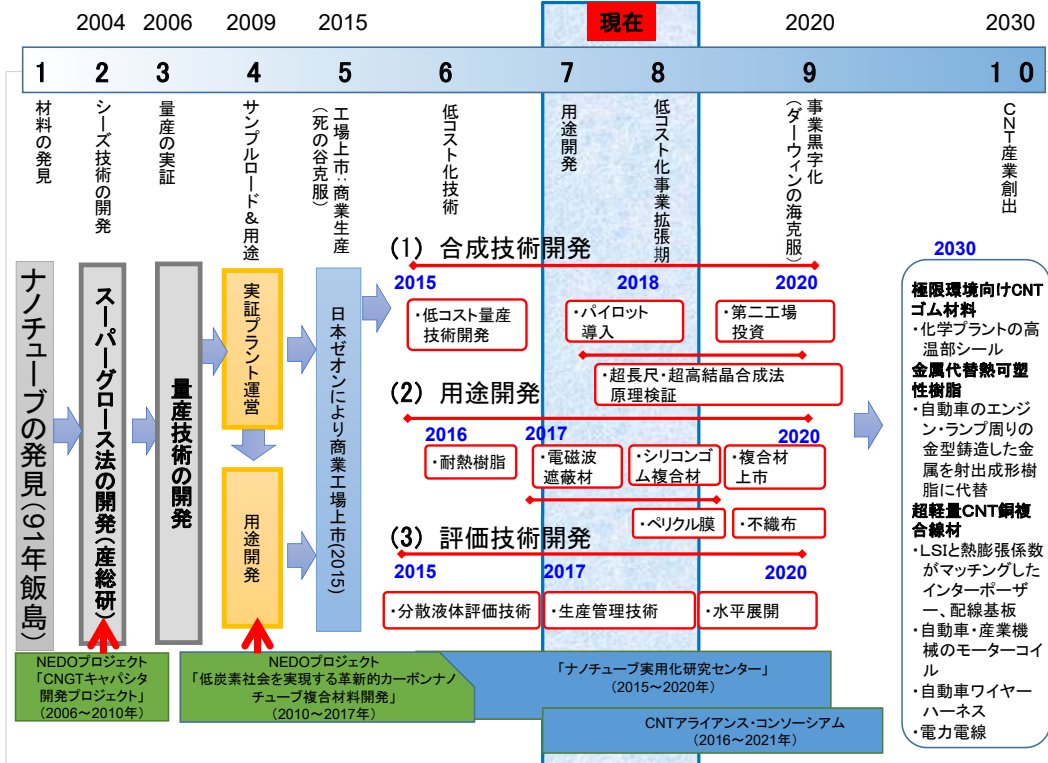 現在
2004
2006
2009
2015
2020
2030
1
2
3
4
5
6
7
8
9
１０
材料の発見
シーズ技術の開発
量産の実証
サンプルロード&用途
工場上市：商業生産
（死の谷克服）
低コスト化技術
用途開発
低コスト化事業拡張期
事業黒字化
（ダーウィンの海克服）
ＣＮＴ産業創出
ナノチューブの発見（９１年飯島）
スーパーグロース法の開発（産総研）
量産技術の開発
実証プラント運営
用途開発
日本ゼオンにより商業工場上市(2015)
(1) 合成技術開発
2015
2018
2020
・低コスト量産
技術開発
・パイロット
導入
・第二工場
投資
・超長尺・超高結晶合成法
原理検証
(2) 用途開発
2016
2017
2020
・耐熱樹脂
・電磁波
遮蔽材
・シリコンゴ
ム複合材
・複合材
上市
・ペリクル膜
・不織布
(3) 評価技術開発
2015
2017
2020
・分散液体評価技術
・生産管理技術
・水平展開
2030
極限環境向けCNT
ゴム材料
・化学プラントの高
温部シール
金属代替熱可塑
性樹脂
・自動車のエンジ
ン・ランプ周りの
金型鋳造した金
属を射出成形樹
脂に代替
超軽量CNT銅複
合線材
・LSIと熱膨張係数
がマッチングした
インターポーザ
ー、配線基板
・自動車・産業機
械のモーターコイ
ル
・自動車ワイヤー
ハーネス
・電力電線
NEDOプロジェクト
「CNGTキャパシタ
開発プロジェクト」
(2006～2010年)
NEDOプロジェクト
「低炭素社会を実現する革新的カーボンナノ
チューブ複合材料開発」
(2010～2017年)
「ナノチューブ実用化研究センター」
(2015～2020年)
CNTアライアンス・コンソーシアム
(2016～2021年)